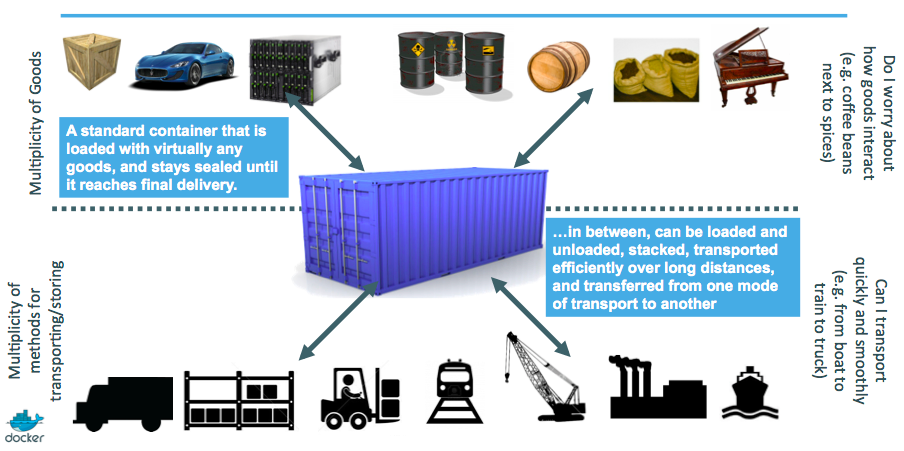 Multiplicity of Goods
Do I worry about
how goods interact
(e.g. coffee beans
next to spices)
A standard container that is
loaded with virtually any
goods, and stays sealed until
it reaches final delivery.
…in between, can be loaded and
unloaded, stacked, transported
efficiently over long distances,
and transferred from one mode
of transport to another
Multiplicity of
methods for
transporting/storing
Can I transport
quickly and smoothly
(e.g. from boat to
train to truck)
docker